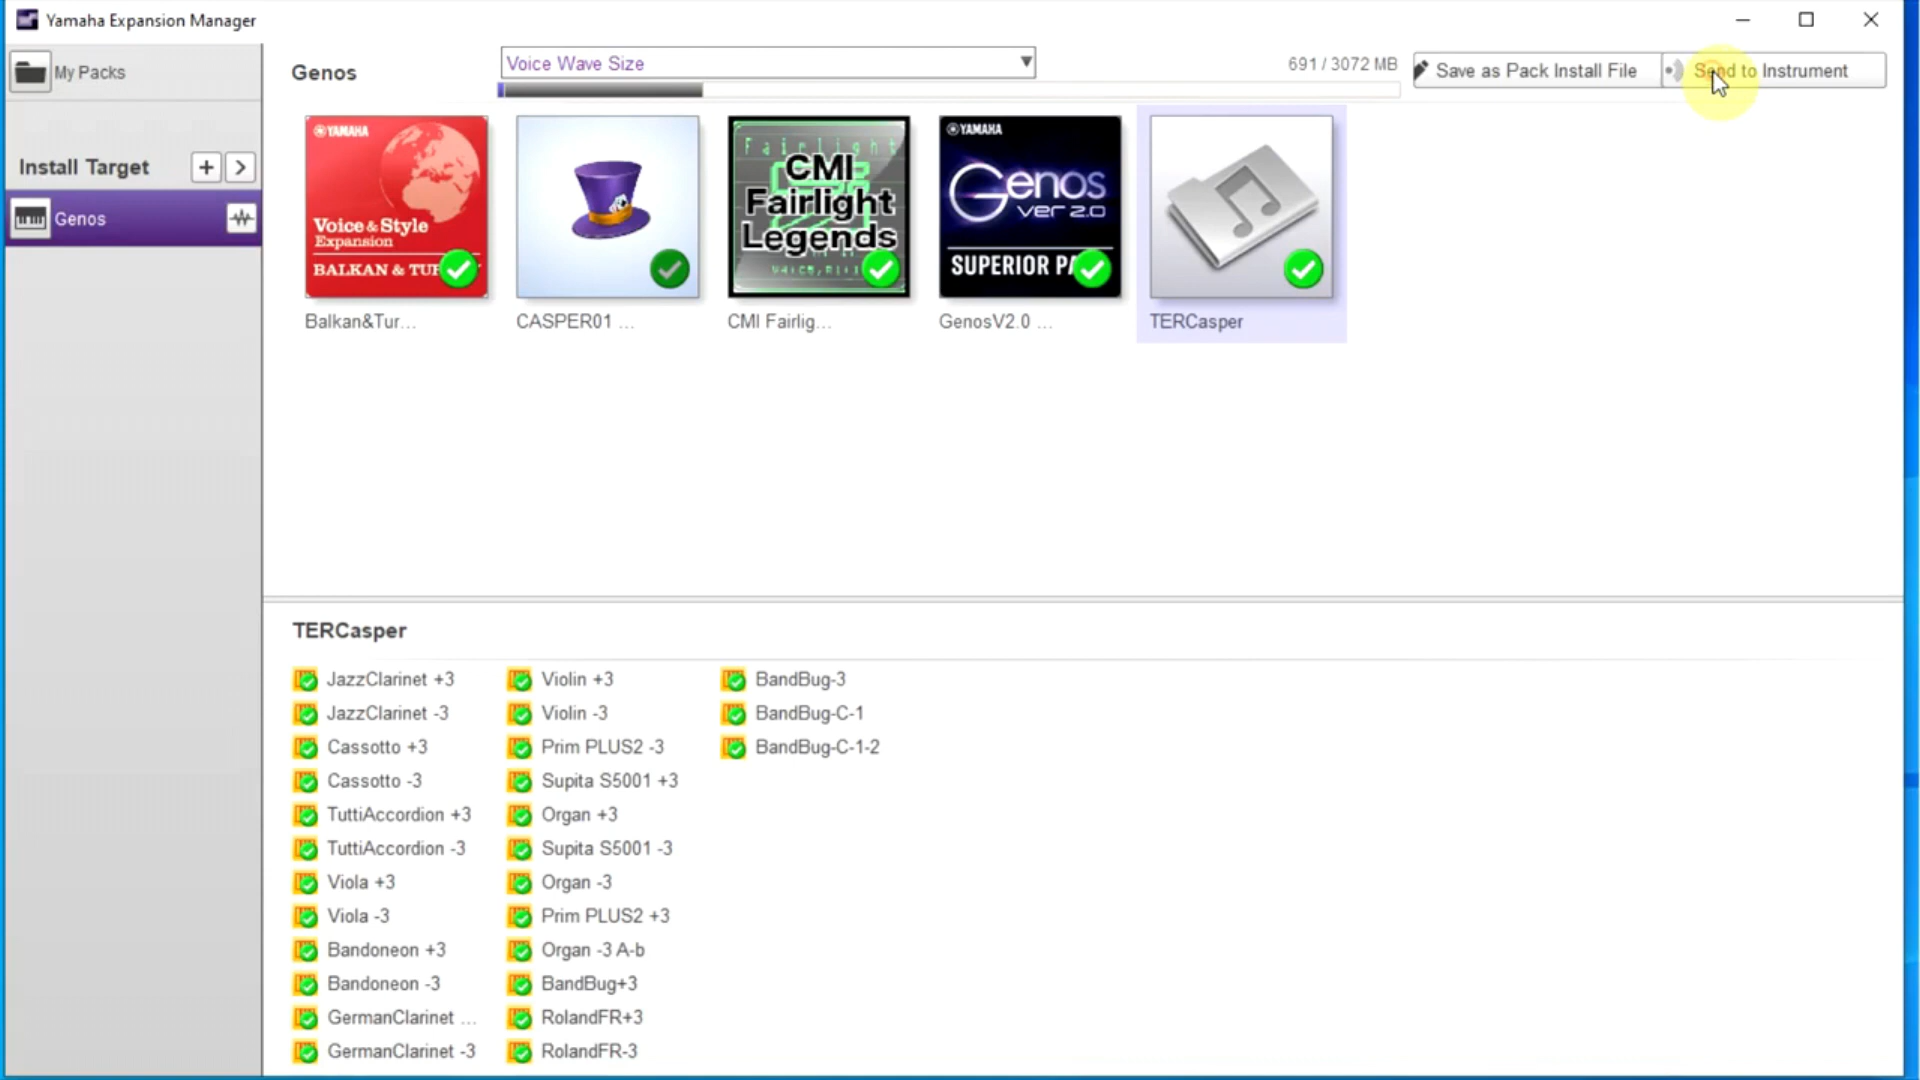 Yamaha Expansion Manager
My Packs
Genos
Voice Wave Size
691 / 3072 MB
Save as Pack Install File
Send to Instrument
Install Target
Genos
YAMAHA
Voice & Style
Expansion
BALKAN & TUR
Balkan&Tur...
CASPER01 ...
Fairlight
CMI
Fairlight
Legends
CMI Fairlig...
YAMAHA
Genos
ver 2.0
SUPERIOR PA
GenosV2.0 ...
TERCasper
TERCasper
JazzClarinet +3
JazzClarinet -3
Cassotto +3
Cassotto -3
TuttiAccordion +3
TuttiAccordion -3
Viola +3
Viola -3
Bandoneon +3
Bandoneon -3
GermanClarinet ...
GermanClarinet -3
Violin +3
Violin -3
Prim PLUS2 -3
Supita S5001 +3
Organ +3
Supita S5001 -3
Organ -3
Prim PLUS2 +3
Organ -3 A-b
BandBug+3
RolandFR+3
RolandFR-3
BandBug-3
BandBug-C-1
BandBug-C-1-2